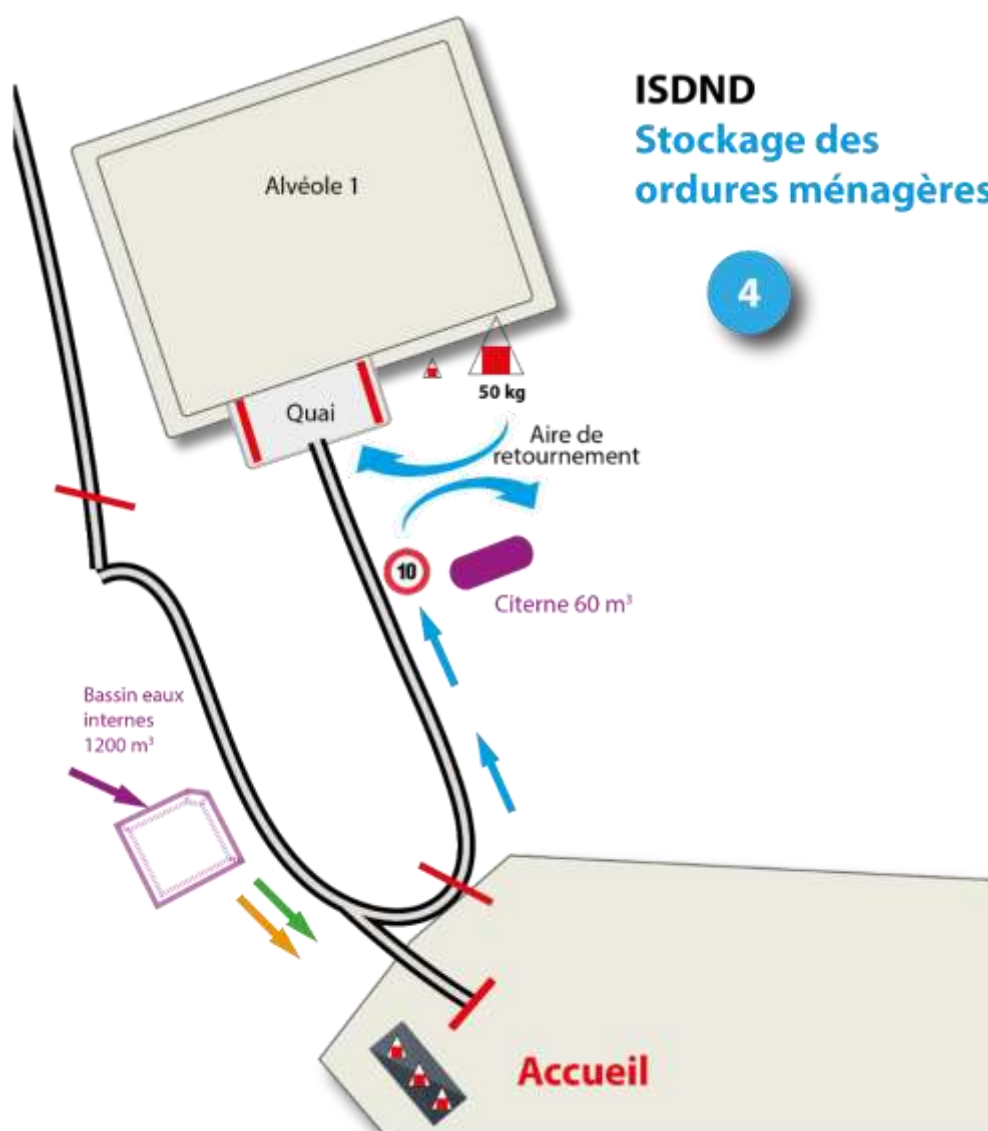 ISDND
Stockage des
ordures ménagères
4
Alvéole 1
Quai
50 kg
Aire de
retournement
10
Citerne 60 m³
Bassin eaux
internes
1200 m³
Accueil